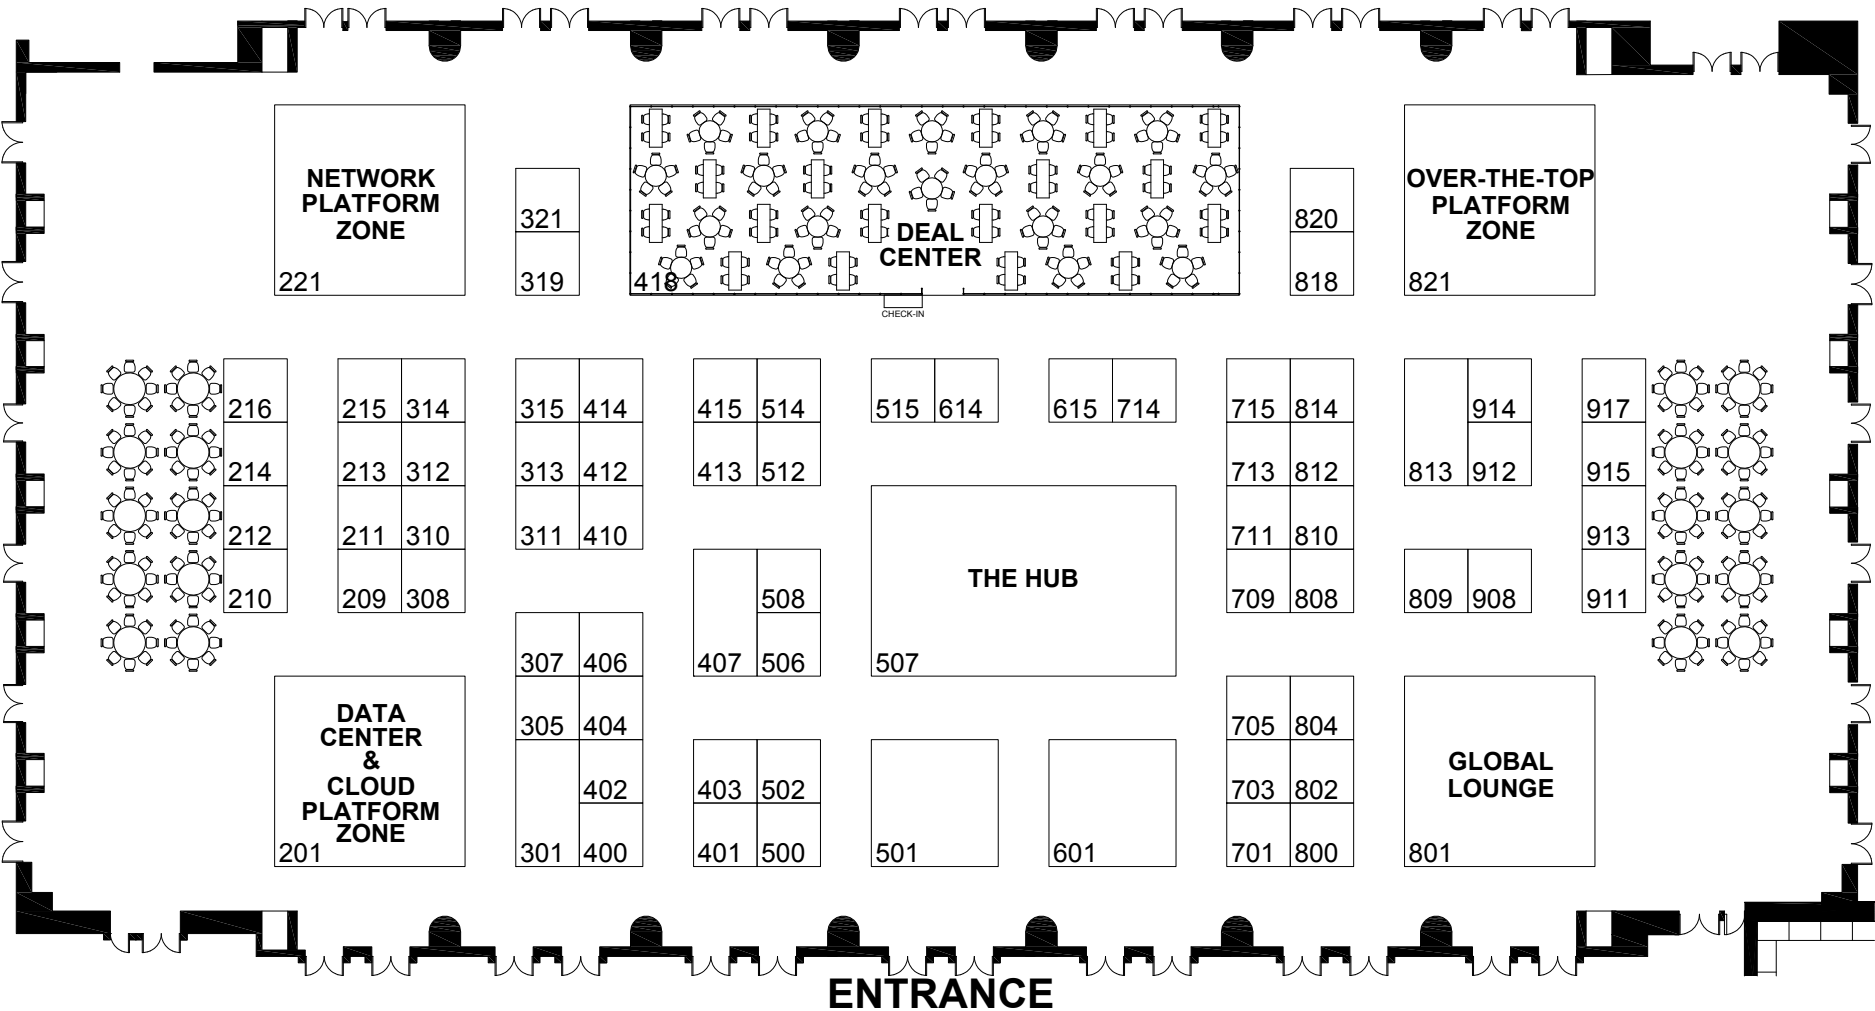 NETWORK
PLATFORM
ZONE
221
321
319
DEAL
CENTER
418
CHECK-IN
820
818
OVER-THE-TOP
PLATFORM
ZONE
821
216
215 314
315 414
415 514
515 614
615 714
715 814
914
917
214
213 312
313 412
413 512
713 812
813 912
915
212
211 310
311 410
711 810
913
210
209 308
508
THE HUB
709 808
809 908
911
307 406
407 506
507
305 404
705 804
DATA
CENTER
&
CLOUD
PLATFORM
ZONE
201
402
403 502
703 802
GLOBAL
LOUNGE
301 400
401 500
501
601
701 800
801
ENTRANCE